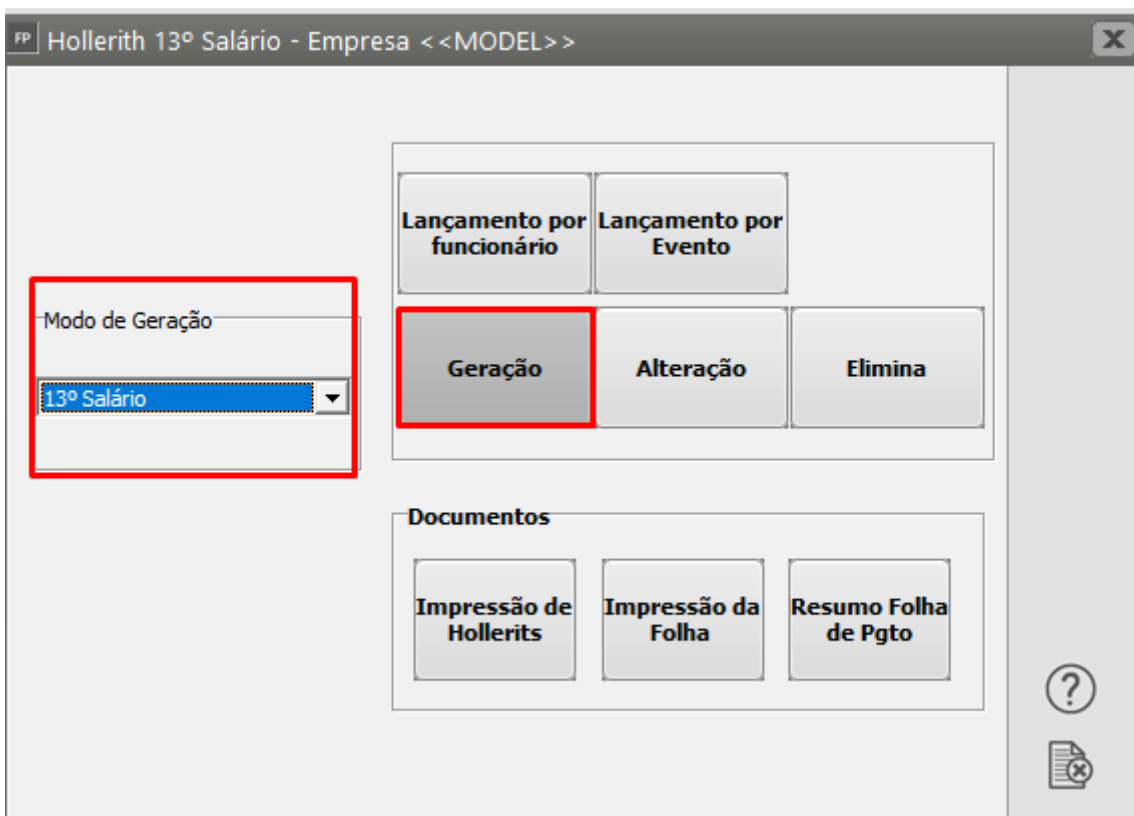 FP Hollerith 13º Salário - Empresa <<MODEL>>
Lançamento por
funcionário
Lançamento por
Evento
Modo de Geração
13º Salário
Geração
Alteração
Elimina
Documentos
Impressão de
Hollerits
Impressão da
Folha
Resumo Folha
de Pgto
?